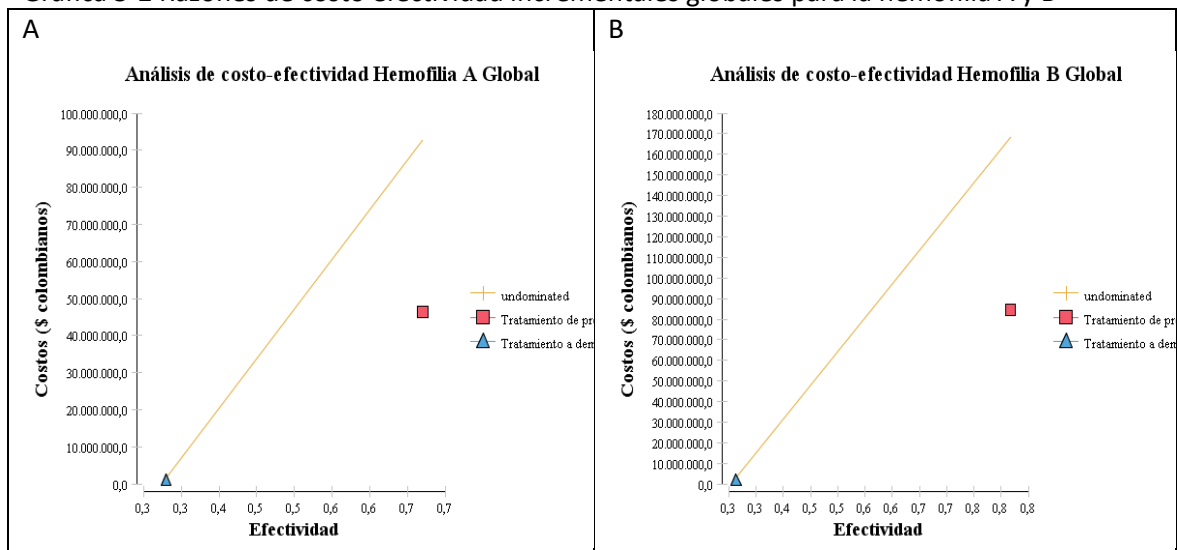 Gráfica Razones de costo-efectividad incrementales globales para la hemofilia A y B
A
Análisis de costo-efectividad Hemofilia A Global
100.000.000,0
90.000.000,0
80.000.000,0
70.000.000,0
60.000.000,0
50.000.000,0
40.000.000,0
30.000.000,0
20.000.000,0
10.000.000,0
0,0
Costos ($ colombianos)
0,3 0,3 0,4 0,5 0,5 0,6 0,6 0,7 0,7
Efectividad
undominated
Tratamiento de pr
Tratamiento a dem
B
Análisis de costo-efectividad Hemofilia B Global
180.000.000,0
170.000.000,0
160.000.000,0
150.000.000,0
140.000.000,0
130.000.000,0
120.000.000,0
110.000.000,0
100.000.000,0
90.000.000,0
80.000.000,0
70.000.000,0
60.000.000,0
50.000.000,0
40.000.000,0
30.000.000,0
20.000.000,0
10.000.000,0
0,0
Costos ($ colombianos)
0,3 0,3 0,4 0,4 0,5 0,5 0,6 0,6 0,7 0,8 0,8 0,8
Efectividad
undominated
Tratamiento de pr
Tratamiento a dem